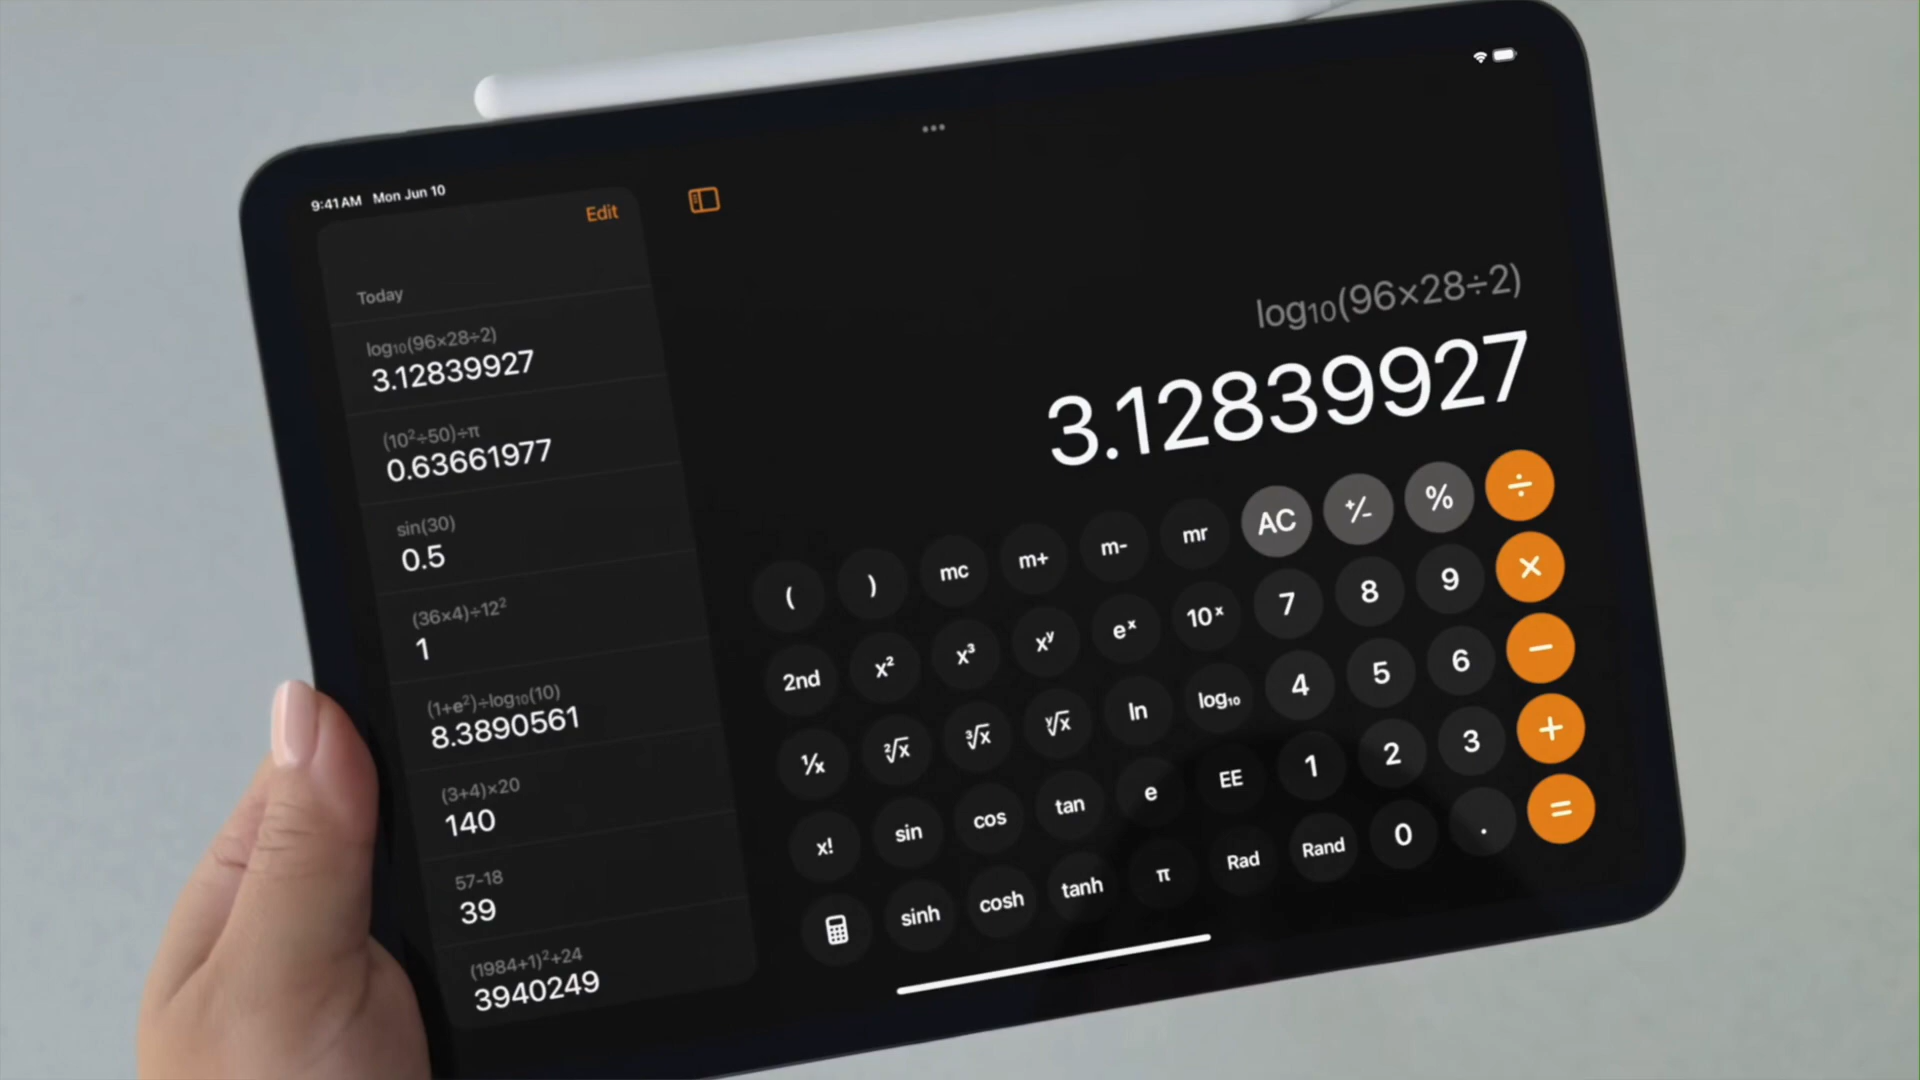 9:41AM Mon Jun 10
Edit
Today
log₁₀(96×28÷2)
3.12839927
(10²÷50)÷π
0.63661977
sin(30)
0.5
(36×4)÷12²
1
(1+e²)÷log₁₀(10)
8.3890561
(3+4)×20
140
57-18
39
(1984+1)²+24
3940249
log₁₀(96×28÷2)
3.12839927
( ) mc m+ m- mr AC +/- % ÷
2nd x² x³ xʸ eˣ 10ˣ 7 8 9 ×
¹/x ²√x ³√x ʸ√x ln log₁₀ 4 5 6 −
x! sin cos tan e EE 1 2 3 +
sinh cosh tanh π Rad Rand 0 . =